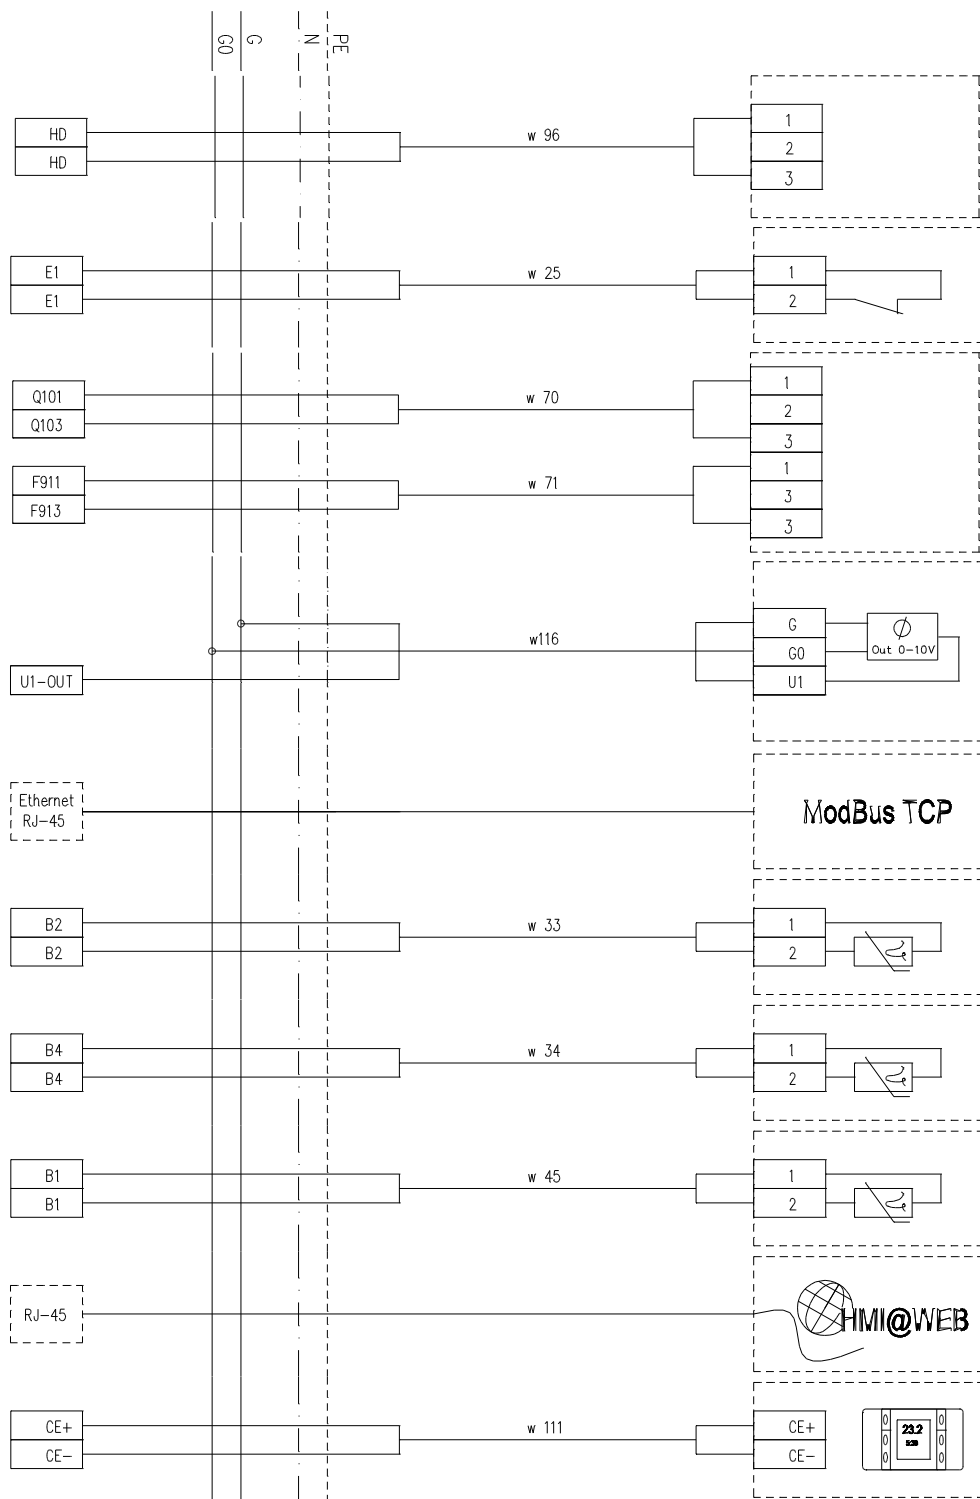 G0
G
N
PE
HD
HD
w 96
1
2
3
E1
E1
w 25
1
2
Q101
Q103
w 70
1
2
3
F911
F913
w 71
1
3
3
U1-OUT
w116
G
G0
U1
Out 0-10V
Ethernet
RJ-45
ModBus TCP
B2
B2
w 33
1
2
B4
B4
w 34
1
2
B1
B1
w 45
1
2
RJ-45
HMI@WEB
CE+
CE-
w 111
CE+
CE-
23.2